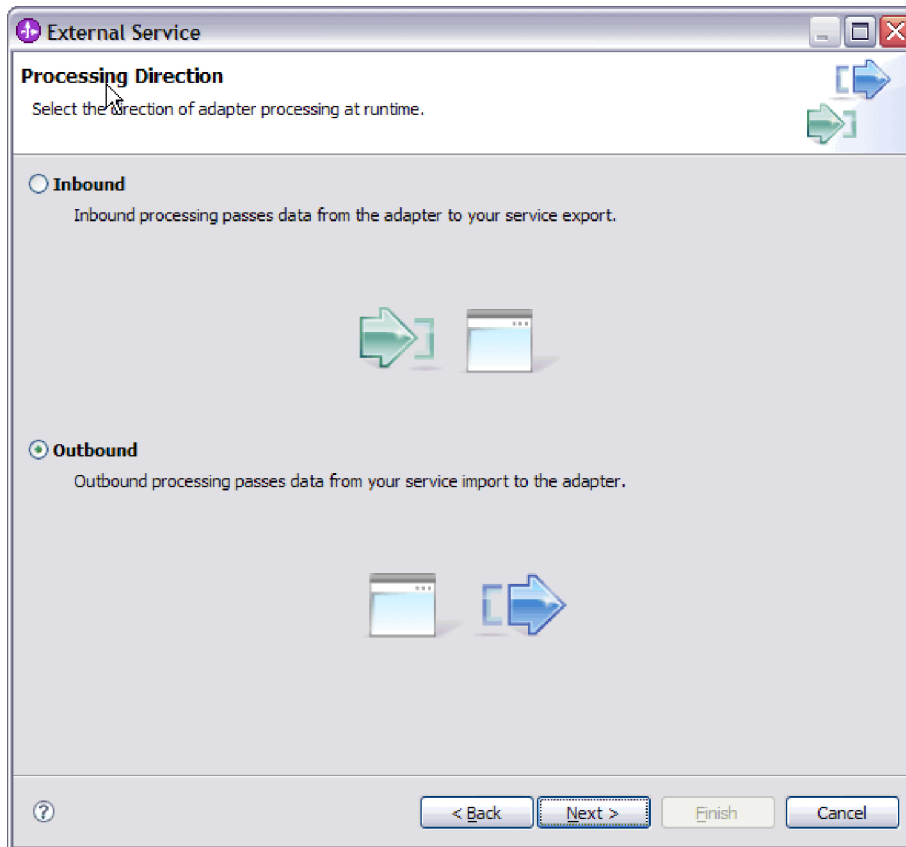 External Service
Processing Direction
Select the direction of adapter processing at runtime.
Inbound
Inbound processing passes data from the adapter to your service export.
Outbound
Outbound processing passes data from your service import to the adapter.
?
< Back
Next >
Finish
Cancel